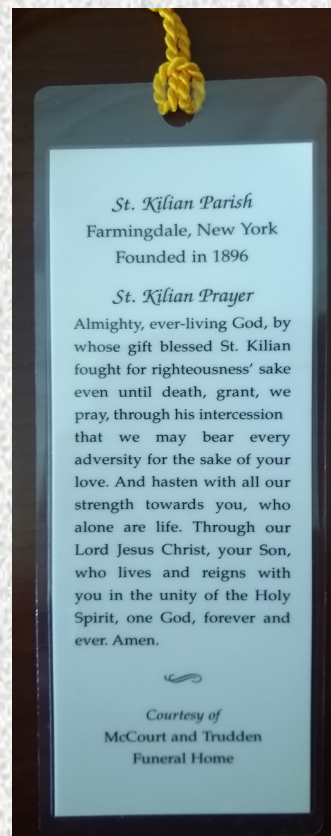 St. Kilian Parish
Farmingdale, New York
Founded in 1896
St. Kilian Prayer
Almighty, ever-living God, by
whose gift blessed St. Kilian
fought for righteousness' sake
even until death, grant, we
pray, through his intercession
that we may bear every
adversity for the sake of your
love. And hasten with all our
strength towards you, who
alone are life. Through our
Lord Jesus Christ, your Son,
who lives and reigns with
you in the unity of the Holy
Spirit, one God, forever and
ever. Amen.
Courtesy of
McCourt and Trudden
Funeral Home